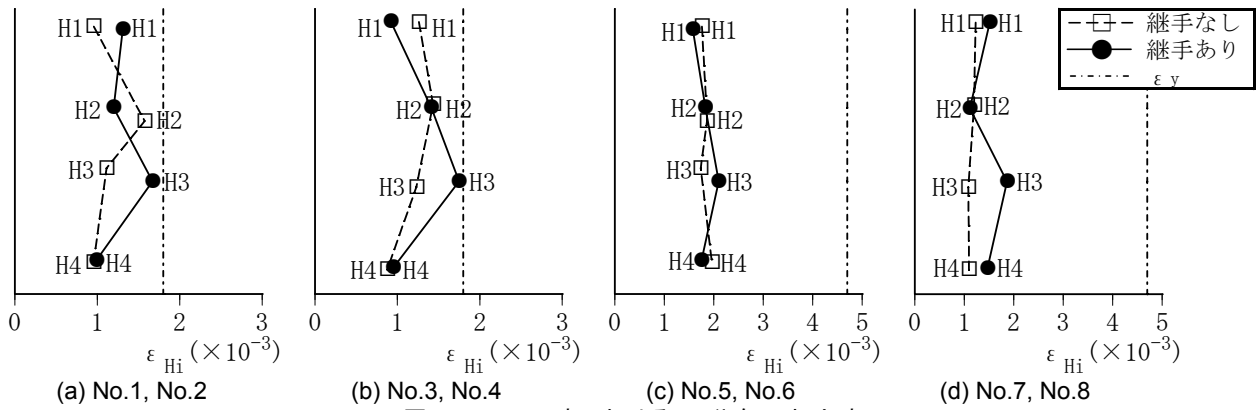 H1 H1
H2 H2
H3 H3
H4 H4
0 1 2 3
ε Hi (×10⁻³)
(a) No.1, No.2
H1 H1
H2 H2
H3 H3
H4 H4
0 1 2 3
ε Hi (×10⁻³)
(b) No.3, No.4
H1 H1
H2 H2
H3 H3
H4 H4
0 1 2 3 4 5
ε Hi (×10⁻³)
(c) No.5, No.6
H1 H1
H2 H2
H3 H3
H4 H4
0 1 2 3 4 5
ε Hi (×10⁻³)
(d) No.7, No.8
継手なし
継手あり
ε y